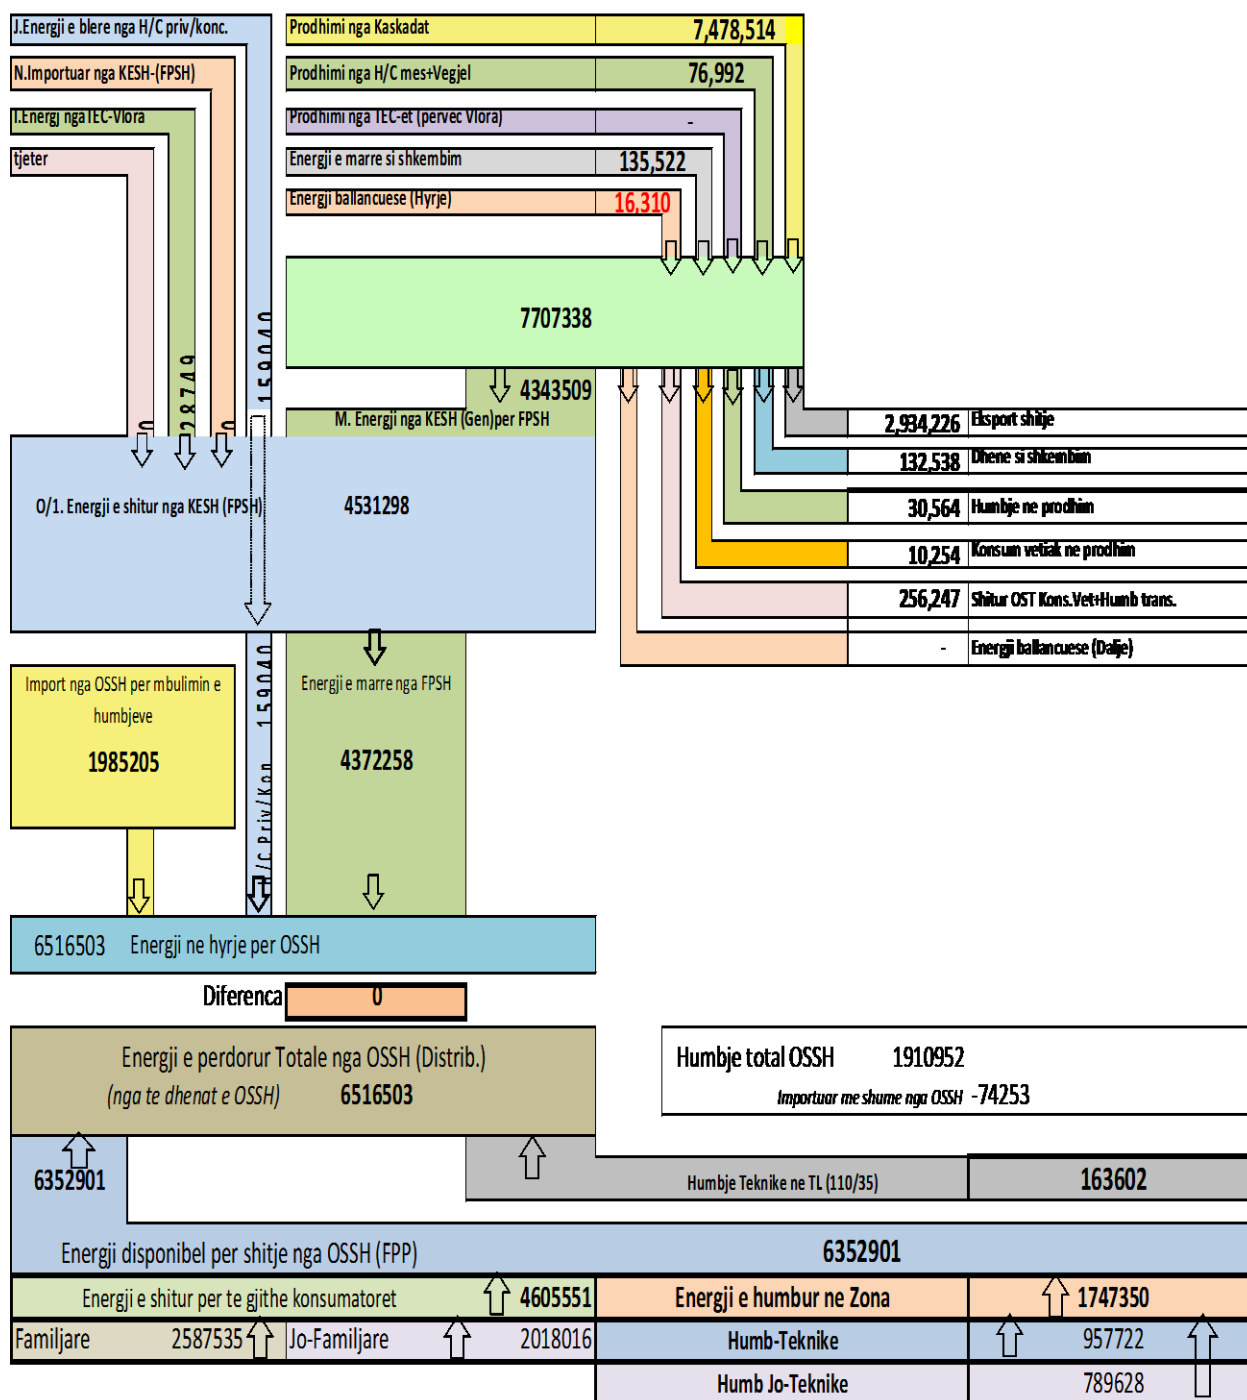 J.Energji e blere nga H/C priv/konc.
N.Importuar nga KESH-(FPSH)
I.Energj ngaTEC-Vlora
tjeter
0
28749
0
159040
Prodhimi nga Kaskadat 7,478,514
Prodhimi nga H/C mes+Vegjel 76,992
Prodhimi nga TEC-et (pervec Vlora) -
Energji e marre si shkembim 135,522
Energji ballancuese (Hyrje) 16,310
7707338
4343509
M. Energji nga KESH (Gen)per FPSH
2,934,226 Eksport shitje
132,538 Dhene si shkembim
30,564 Humbje ne prodhim
10,254 Konsum vetiak ne prodhim
256,247 Shitur OST Kons.Vet+Humb trans.
- Energji ballancuese (Dalje)
O/1. Energji e shitur nga KESH (FPSH) 4531298
Import nga OSSH per mbulimin e
humbjeve
1985205
H/C Priv/Kon 159040
Energji e marre nga FPSH
4372258
6516503 Energji ne hyrje per OSSH
Diferenca 0
Energji e perdorur Totale nga OSSH (Distrib.)
(nga te dhenat e OSSH) 6516503
Humbje total OSSH 1910952
Importuar me shume nga OSSH -74253
6352901
Humbje Teknike ne TL (110/35) 163602
Energji disponibel per shitje nga OSSH (FPP) 6352901
Energji e shitur per te gjithe konsumatoret 4605551 Energji e humbur ne Zona 1747350
Familjare 2587535 Jo-Familjare 2018016 Humb-Teknike 957722
Humb Jo-Teknike 789628